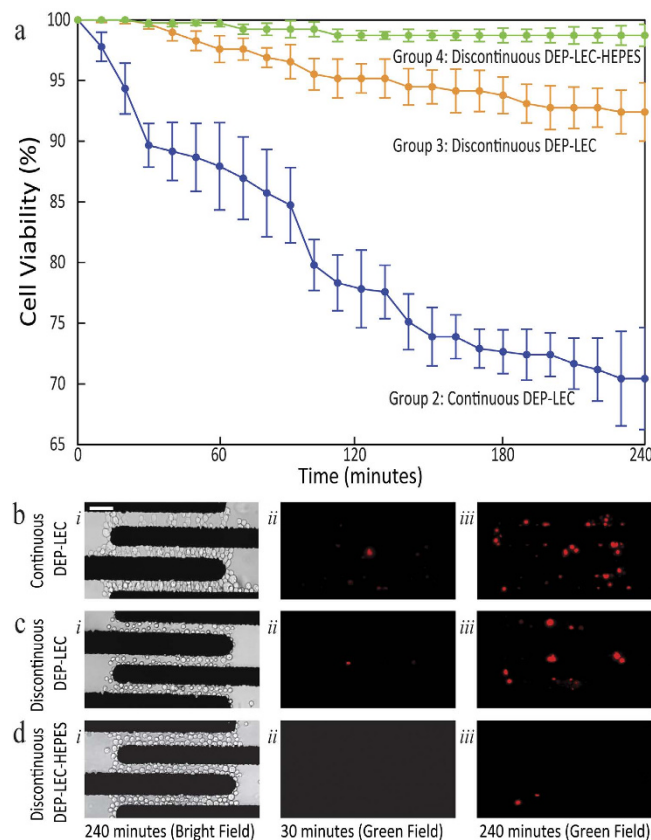 a
100
95
90
85
80
75
70
65
Cell Viability (%)
Group 4: Discontinuous DEP-LEC-HEPES
Group 3: Discontinuous DEP-LEC
Group 2: Continuous DEP-LEC
0
60
120
180
240
Time (minutes)
b
Continuous
DEP-LEC
i
ii
iii
c
Discontinuous
DEP-LEC
i
ii
iii
d
Discontinuous
DEP-LEC-HEPES
i
ii
iii
240 minutes (Bright Field)
30 minutes (Green Field)
240 minutes (Green Field)